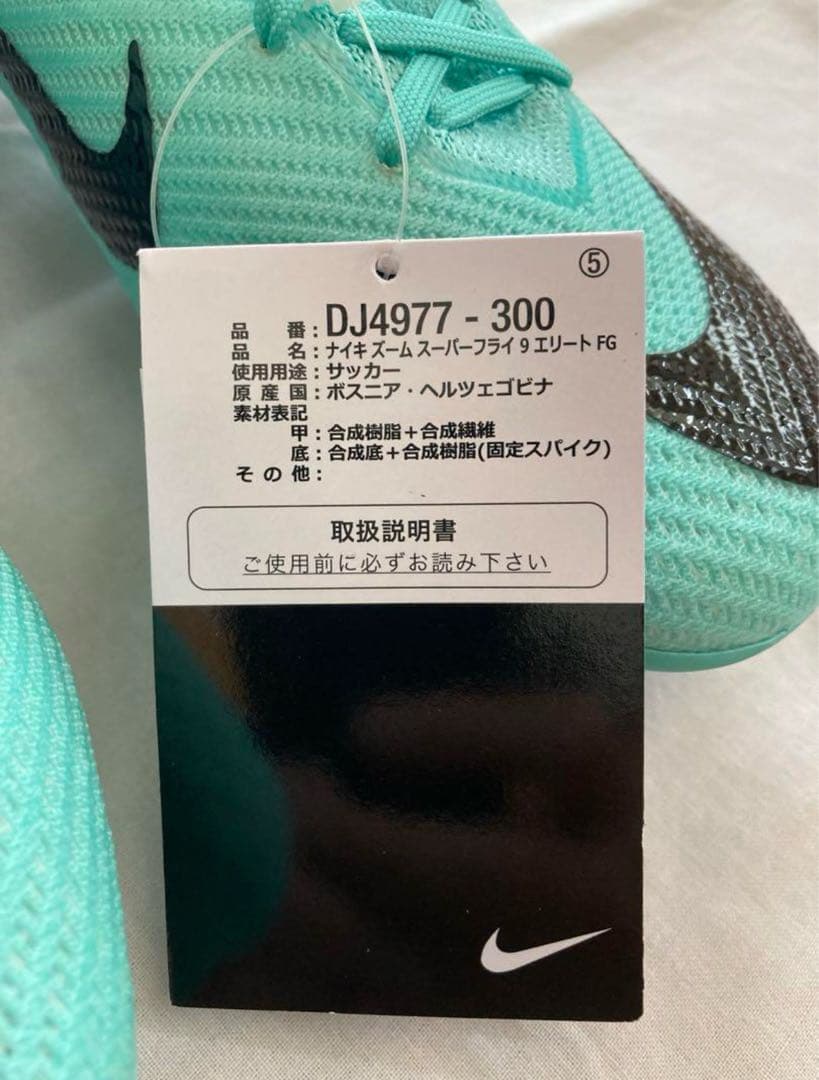 ⑤
品番：DJ4977 - 300
品名：ナイキ ズーム スーパーフライ 9 エリート FG
使用用途：サッカー
原産国：ボスニア・ヘルツェゴビナ
素材表記
甲：合成樹脂＋合成繊維
底：合成底＋合成樹脂(固定スパイク)
その他：
取扱説明書
ご使用前に必ずお読み下さい